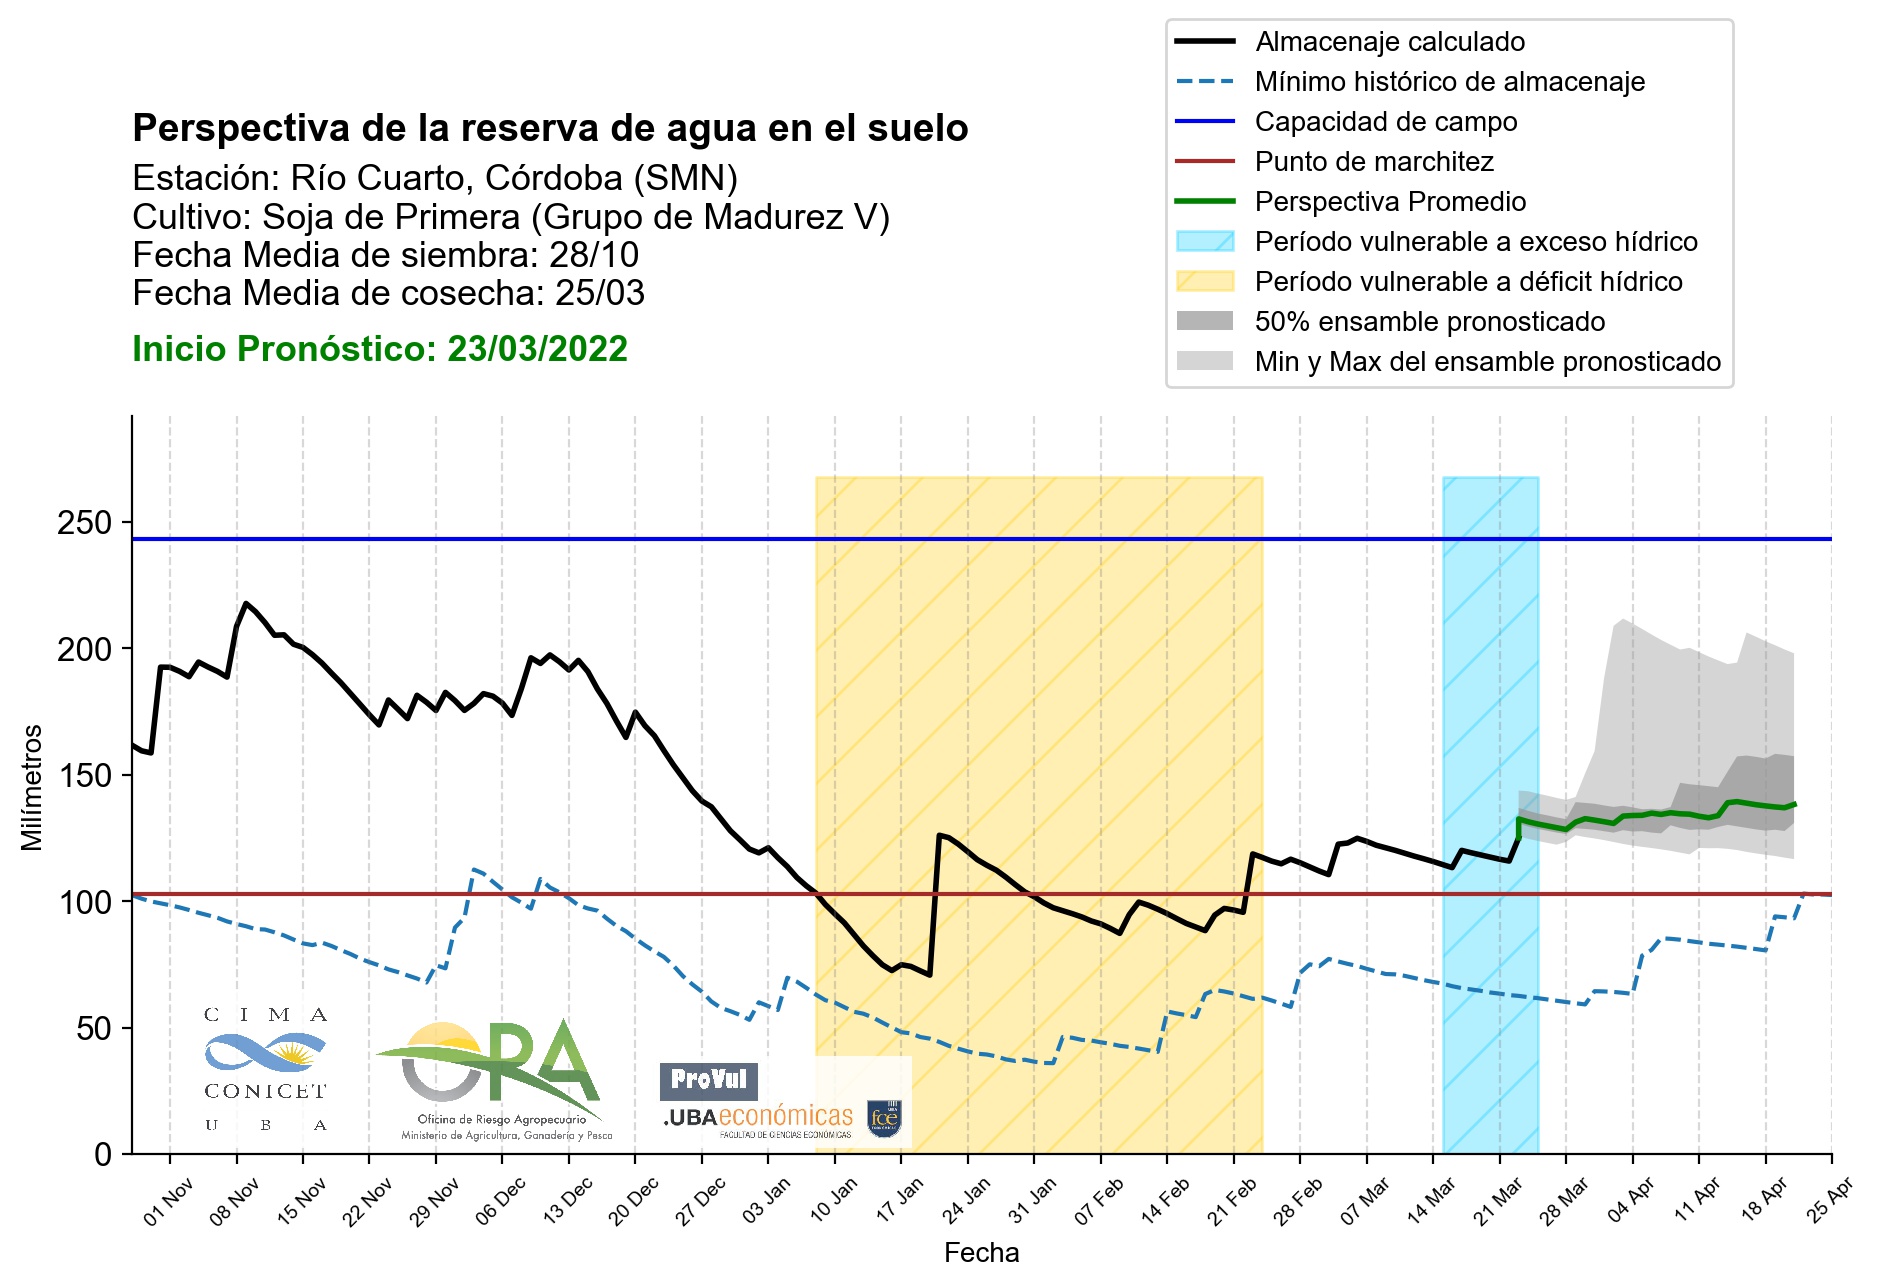 Almacenaje calculado
Mínimo histórico de almacenaje
Capacidad de campo
Punto de marchitez
Perspectiva Promedio
Período vulnerable a exceso hídrico
Período vulnerable a déficit hídrico
50% ensamble pronosticado
Min y Max del ensamble pronosticado
Perspectiva de la reserva de agua en el suelo
Estación: Río Cuarto, Córdoba (SMN)
Cultivo: Soja de Primera (Grupo de Madurez V)
Fecha Media de siembra: 28/10
Fecha Media de cosecha: 25/03
Inicio Pronóstico: 23/03/2022
Milímetros
250
200
150
100
50
0
C I M A
CONICET
U B A
ORA
Oficina de Riesgo Agropecuario
Ministerio de Agricultura, Ganadería y Pesca
ProVul
.UBAeconómicas
FACULTAD DE CIENCIAS ECONÓMICAS
fce
01 Nov
08 Nov
15 Nov
22 Nov
29 Nov
06 Dec
13 Dec
20 Dec
27 Dec
03 Jan
10 Jan
17 Jan
24 Jan
31 Jan
07 Feb
14 Feb
21 Feb
28 Feb
07 Mar
14 Mar
21 Mar
28 Mar
04 Apr
11 Apr
18 Apr
25 Apr
Fecha